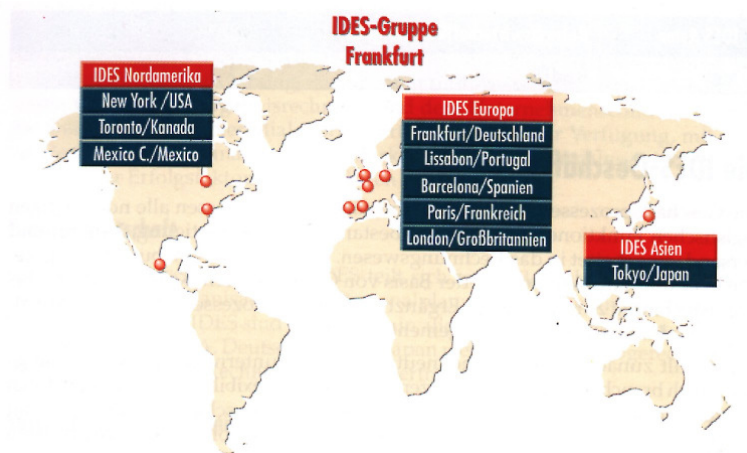 IDES-Gruppe
Frankfurt
IDES Nordamerika
New York /USA
Toronto/Kanada
Mexico C./Mexico
IDES Europa
Frankfurt/Deutschland
Lissabon/Portugal
Barcelona/Spanien
Paris/Frankreich
London/Großbritannien
IDES Asien
Tokyo/Japan